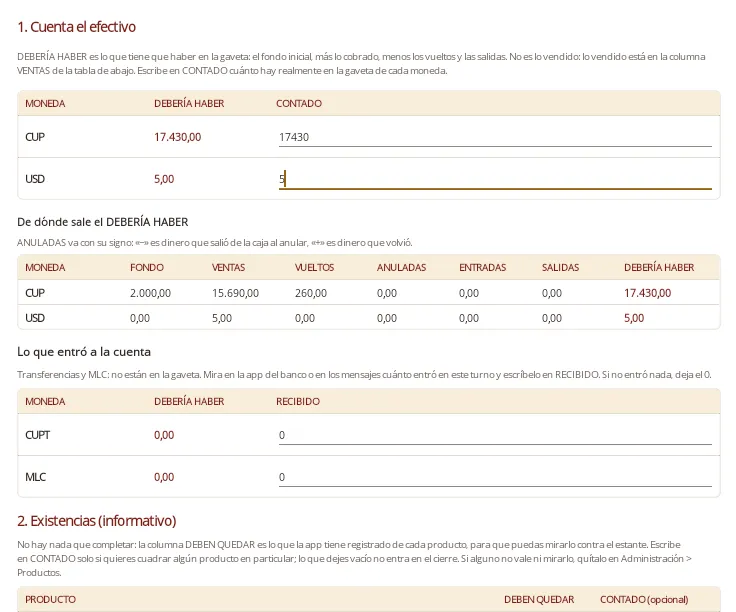 1. Cuenta el efectivo
DEBERÍA HABER es lo que tiene que haber en la gaveta: el fondo inicial, más lo cobrado, menos los vueltos y las salidas. No es lo vendido: lo vendido está en la columna
VENTAS de la tabla de abajo. Escribe en CONTADO cuánto hay realmente en la gaveta de cada moneda.
MONEDA DEBERÍA HABER CONTADO
CUP 17.430,00 17430
USD 5,00 5
De dónde sale el DEBERÍA HABER
ANULADAS va con su signo: «−» es dinero que salió de la caja al anular, «+» es dinero que volvió.
MONEDA FONDO VENTAS VUELTOS ANULADAS ENTRADAS SALIDAS DEBERÍA HABER
CUP 2.000,00 15.690,00 260,00 0,00 0,00 0,00 17.430,00
USD 0,00 5,00 0,00 0,00 0,00 0,00 5,00
Lo que entró a la cuenta
Transferencias y MLC: no están en la gaveta. Mira en la app del banco o en los mensajes cuánto entró en este turno y escríbelo en RECIBIDO. Si no entró nada, deja el 0.
MONEDA DEBERÍA HABER RECIBIDO
CUPT 0,00 0
MLC 0,00 0
2. Existencias (informativo)
No hay nada que completar: la columna DEBEN QUEDAR es lo que la app tiene registrado de cada producto, para que puedas mirarlo contra el estante. Escribe
en CONTADO solo si quieres cuadrar algún producto en particular; lo que dejes vacío no entra en el cierre. Si alguno no vale ni mirarlo, quítalo en Administración >
Productos.
PRODUCTO DEBEN QUEDAR CONTADO (opcional)